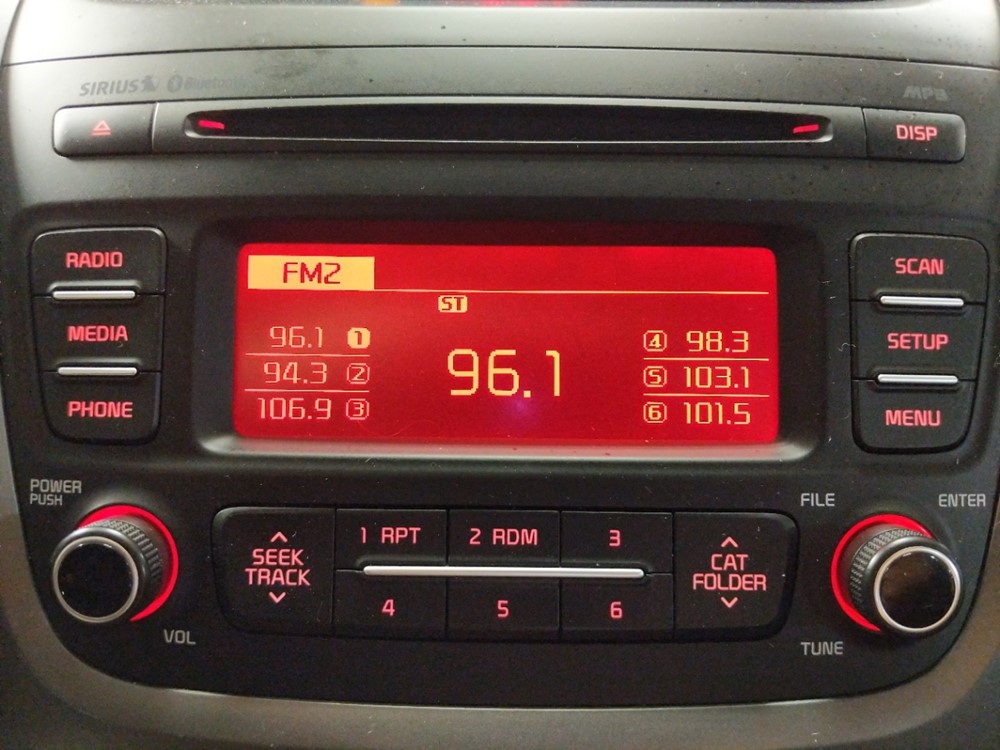 SIRIUS Bluetooth
MP3
DISP
RADIO
MEDIA
PHONE
FM2
ST
96.1 1
94.3 2
106.9 3
96.1
4 98.3
5 103.1
6 101.5
SCAN
SETUP
MENU
POWER
PUSH
VOL
SEEK
TRACK
1 RPT 2 RDM 3
4 5 6
CAT
FOLDER
FILE
ENTER
TUNE